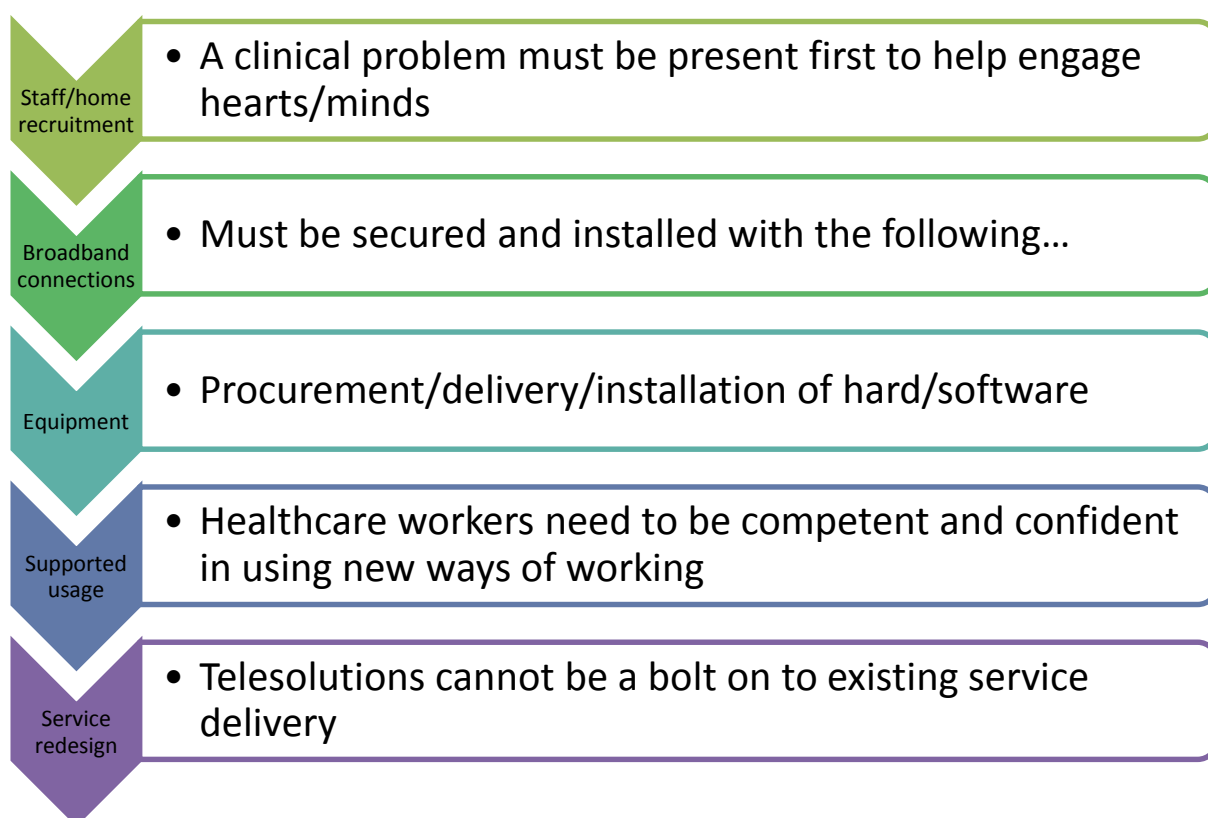 Staff/home
recruitment
• A clinical problem must be present first to help engage
hearts/minds
Broadband
connections
• Must be secured and installed with the following…
Equipment
• Procurement/delivery/installation of hard/software
Supported
usage
• Healthcare workers need to be competent and confident
in using new ways of working
Service
redesign
• Telesolutions cannot be a bolt on to existing service
delivery